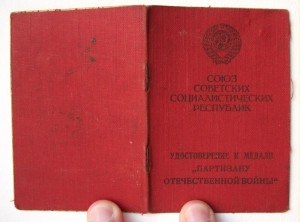 СОЮЗ
СОВЕТСКИХ
СОЦИАЛИСТИЧЕСКИХ
РЕСПУБЛИК
УДОСТОВЕРЕНИЕ К МЕДАЛИ
„ПАРТИЗАНУ
ОТЕЧЕСТВЕННОЙ ВОЙНЫ"